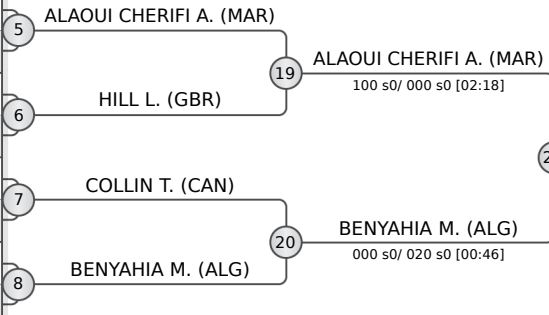 5
ALAOUI CHERIFI A. (MAR)
19
ALAOUI CHERIFI A. (MAR)
100 s0/ 000 s0 [02:18]
6
HILL L. (GBR)
7
COLLIN T. (CAN)
20
BENYAHIA M. (ALG)
000 s0/ 020 s0 [00:46]
8
BENYAHIA M. (ALG)